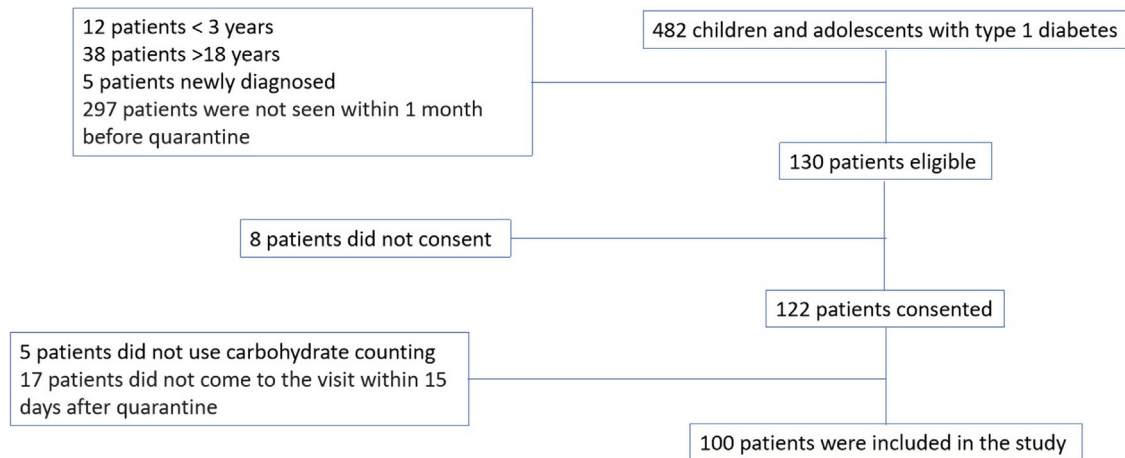 482 children and adolescents with type 1 diabetes
12 patients < 3 years
38 patients >18 years
5 patients newly diagnosed
297 patients were not seen within 1 month
before quarantine
130 patients eligible
8 patients did not consent
122 patients consented
5 patients did not use carbohydrate counting
17 patients did not come to the visit within 15
days after quarantine
100 patients were included in the study